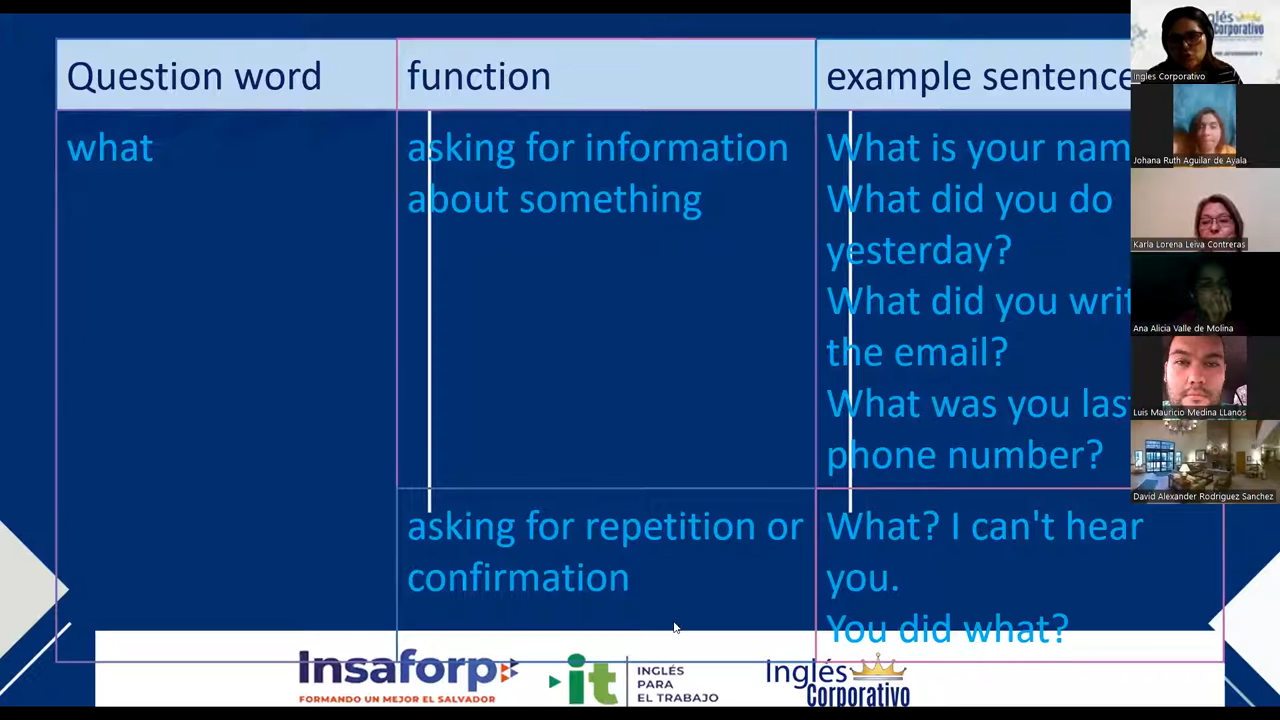 Question word
function
example sentence
what
asking for information
about something
What is your nam
What did you do
yesterday?
What did you writ
the email?
What was you las
phone number?
asking for repetition or
confirmation
What? I can't hear
you.
You did what?
Insaforp
FORMANDO UN MEJOR EL SALVADOR
it
INGLÉS
PARA
EL TRABAJO
Inglés
Corporativo
glés
Corporativo
Ingles Corporativo
Johana Ruth Aguilar de Ayala
Karla Lorena Leiva Contreras
Ana Alicia Valle de Molina
Luis Mauricio Medina LLanos
David Alexander Rodriguez Sanchez